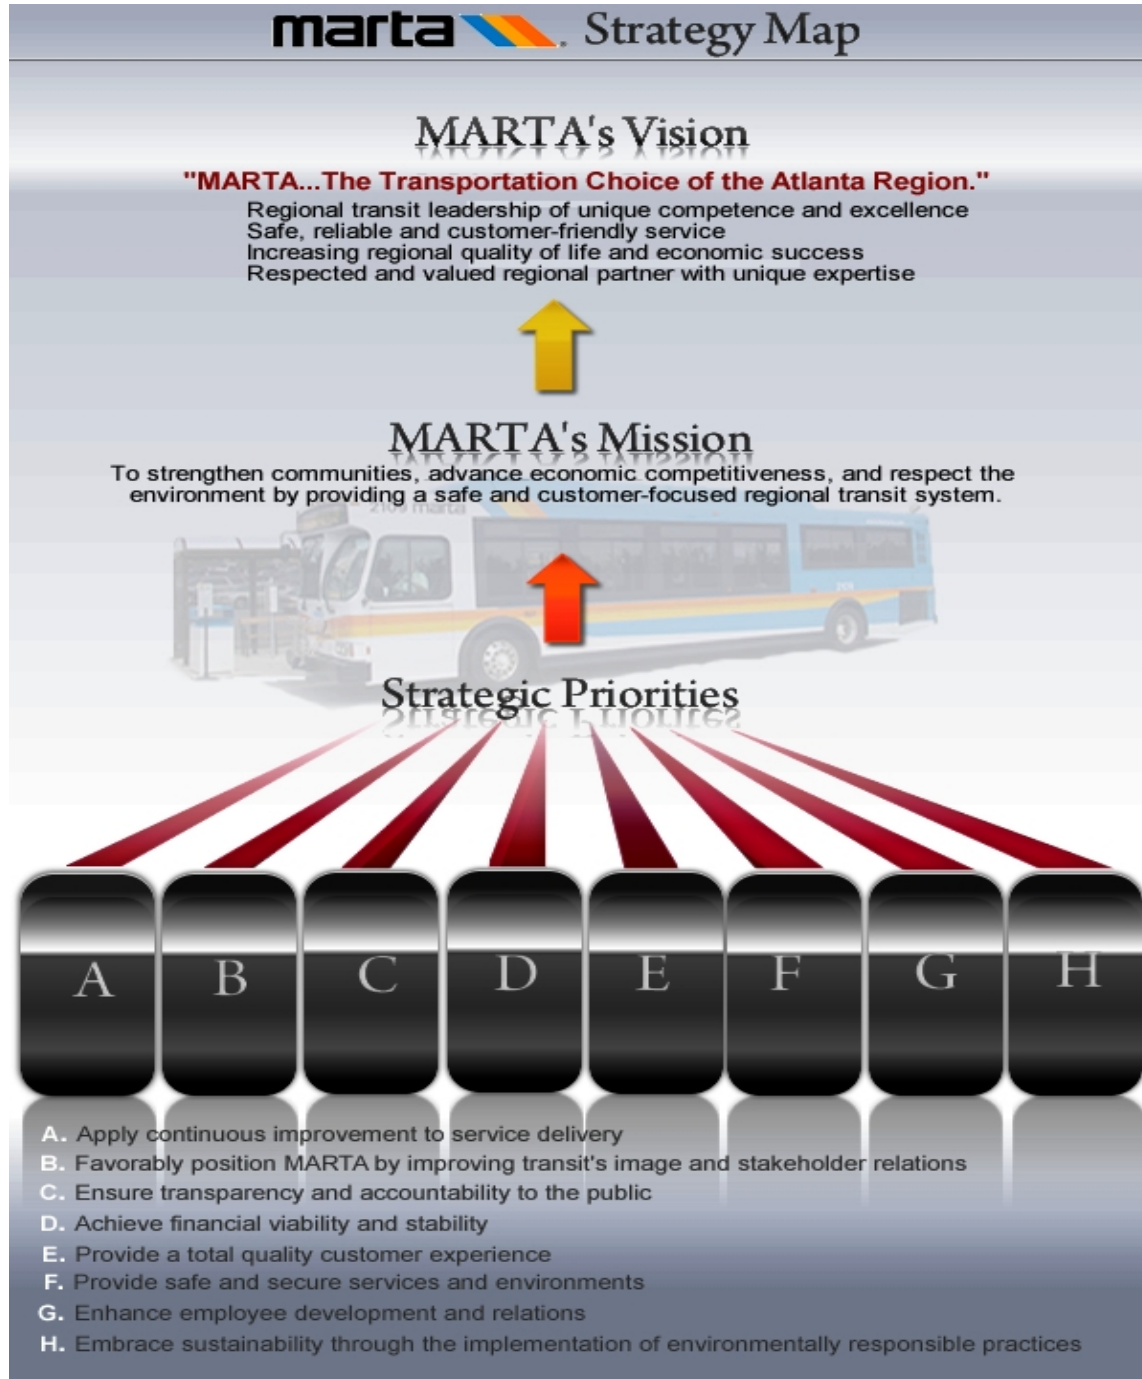 marta Strategy Map
MARTA's Vision
"MARTA...The Transportation Choice of the Atlanta Region."
Regional transit leadership of unique competence and excellence
Safe, reliable and customer-friendly service
Increasing regional quality of life and economic success
Respected and valued regional partner with unique expertise
MARTA's Mission
To strengthen communities, advance economic competitiveness, and respect the
environment by providing a safe and customer-focused regional transit system.
2109 marta
2109
Strategic Priorities
A B C D E F G H
A. Apply continuous improvement to service delivery
B. Favorably position MARTA by improving transit's image and stakeholder relations
C. Ensure transparency and accountability to the public
D. Achieve financial viability and stability
E. Provide a total quality customer experience
F. Provide safe and secure services and environments
G. Enhance employee development and relations
H. Embrace sustainability through the implementation of environmentally responsible practices